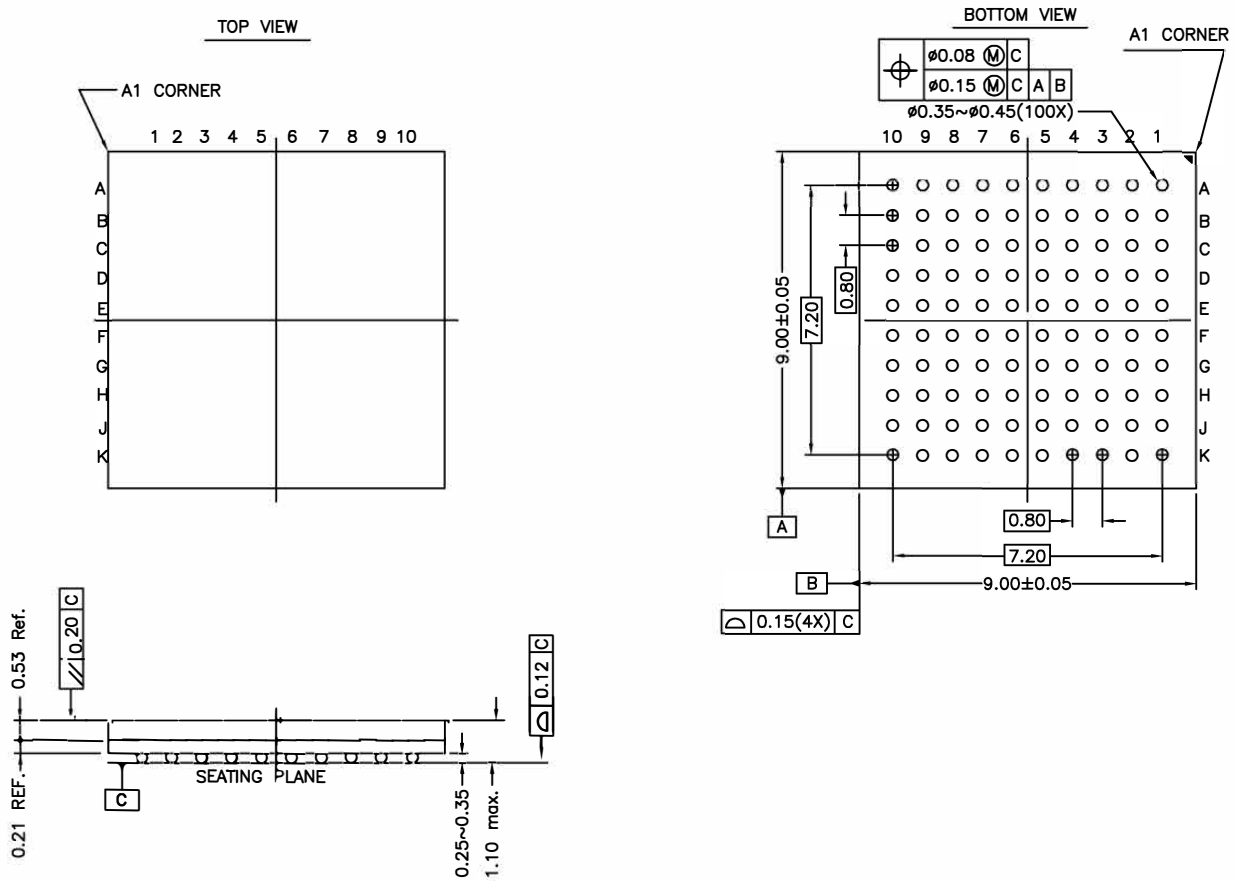 TOP VIEW
A1 CORNER
1 2 3 4 5 6 7 8 9 10
A
B
C
D
E
F
G
H
J
K
BOTTOM VIEW
A1 CORNER
⌖ ø0.08 Ⓜ C
ø0.15 Ⓜ C A B
ø0.35~ø0.45(100X)
10 9 8 7 6 5 4 3 2 1
A
B
C
D
E
F
G
H
J
K
0.80
7.20
9.00±0.05
A
0.80
7.20
B
9.00±0.05
⌓ 0.15(4X) C
0.53 Ref.
// 0.20 C
⌓ 0.12 C
SEATING PLANE
C
0.21 REF.
0.25~0.35
1.10 max.